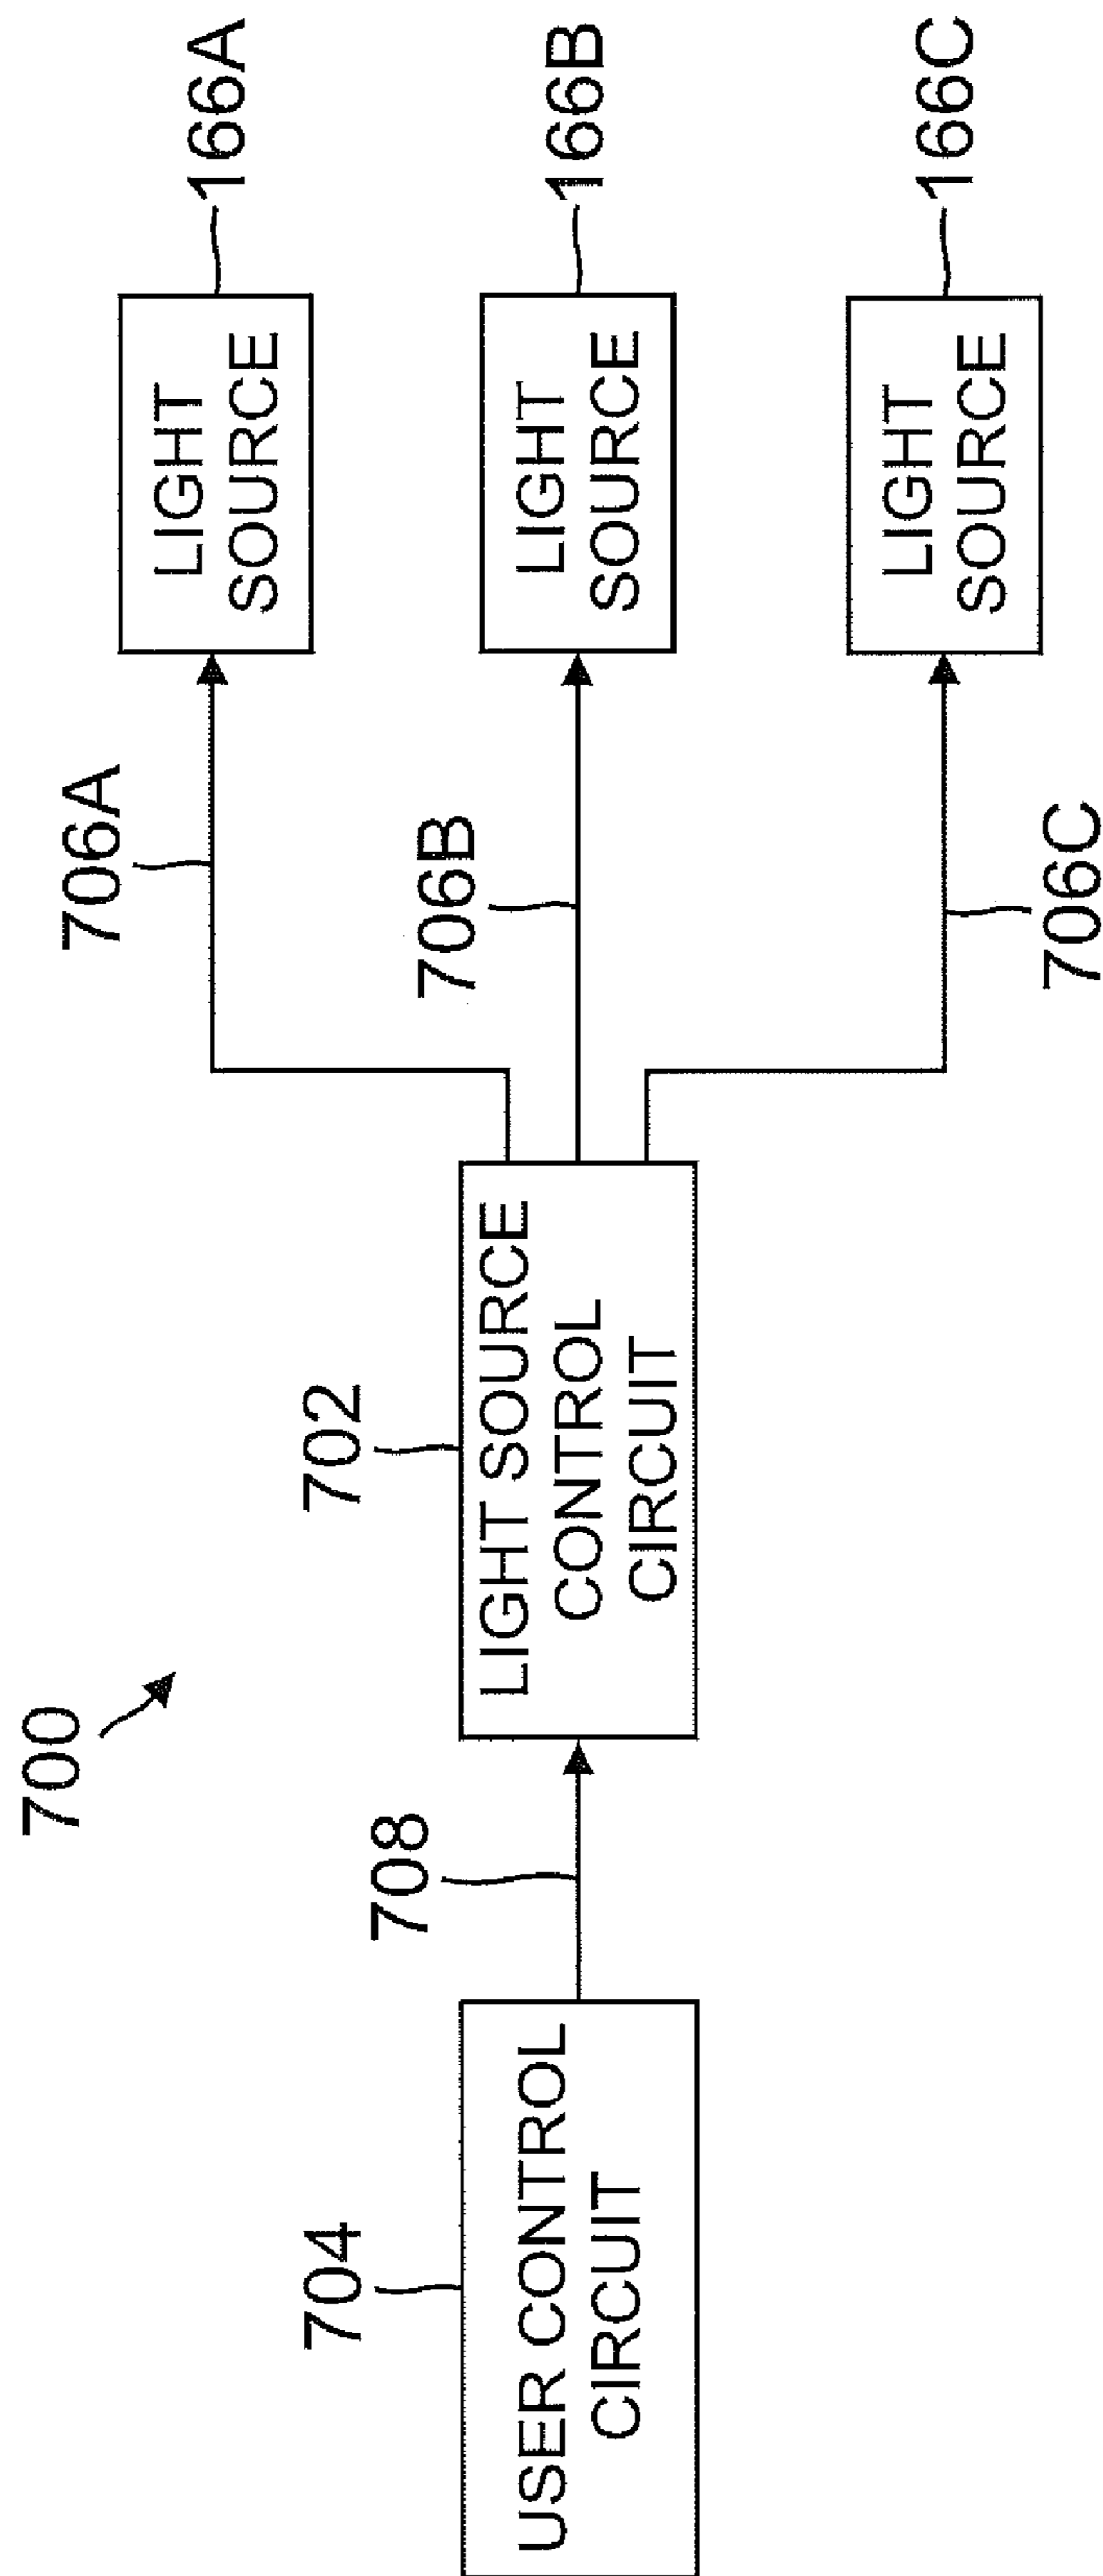 700
704
USER CONTROL
CIRCUIT
708
702
LIGHT SOURCE
CONTROL
CIRCUIT
706A
706B
706C
LIGHT
SOURCE
166A
LIGHT
SOURCE
166B
LIGHT
SOURCE
166C